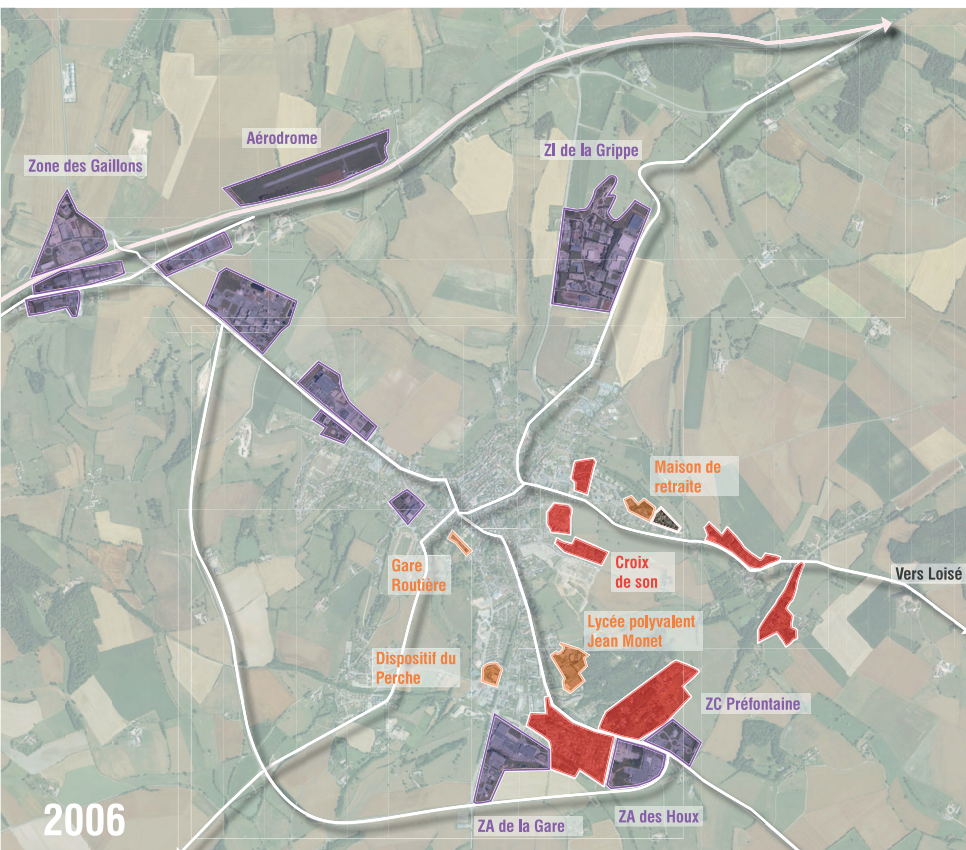 Aérodrome
Zone des Gaillons
ZI de la Grippe
Maison de
retraite
Gare
Routière
Croix
de son
Vers Loisé
Lycée polyvalent
Jean Monet
Dispositif du
Perche
ZC Préfontaine
2006
ZA de la Gare
ZA des Houx